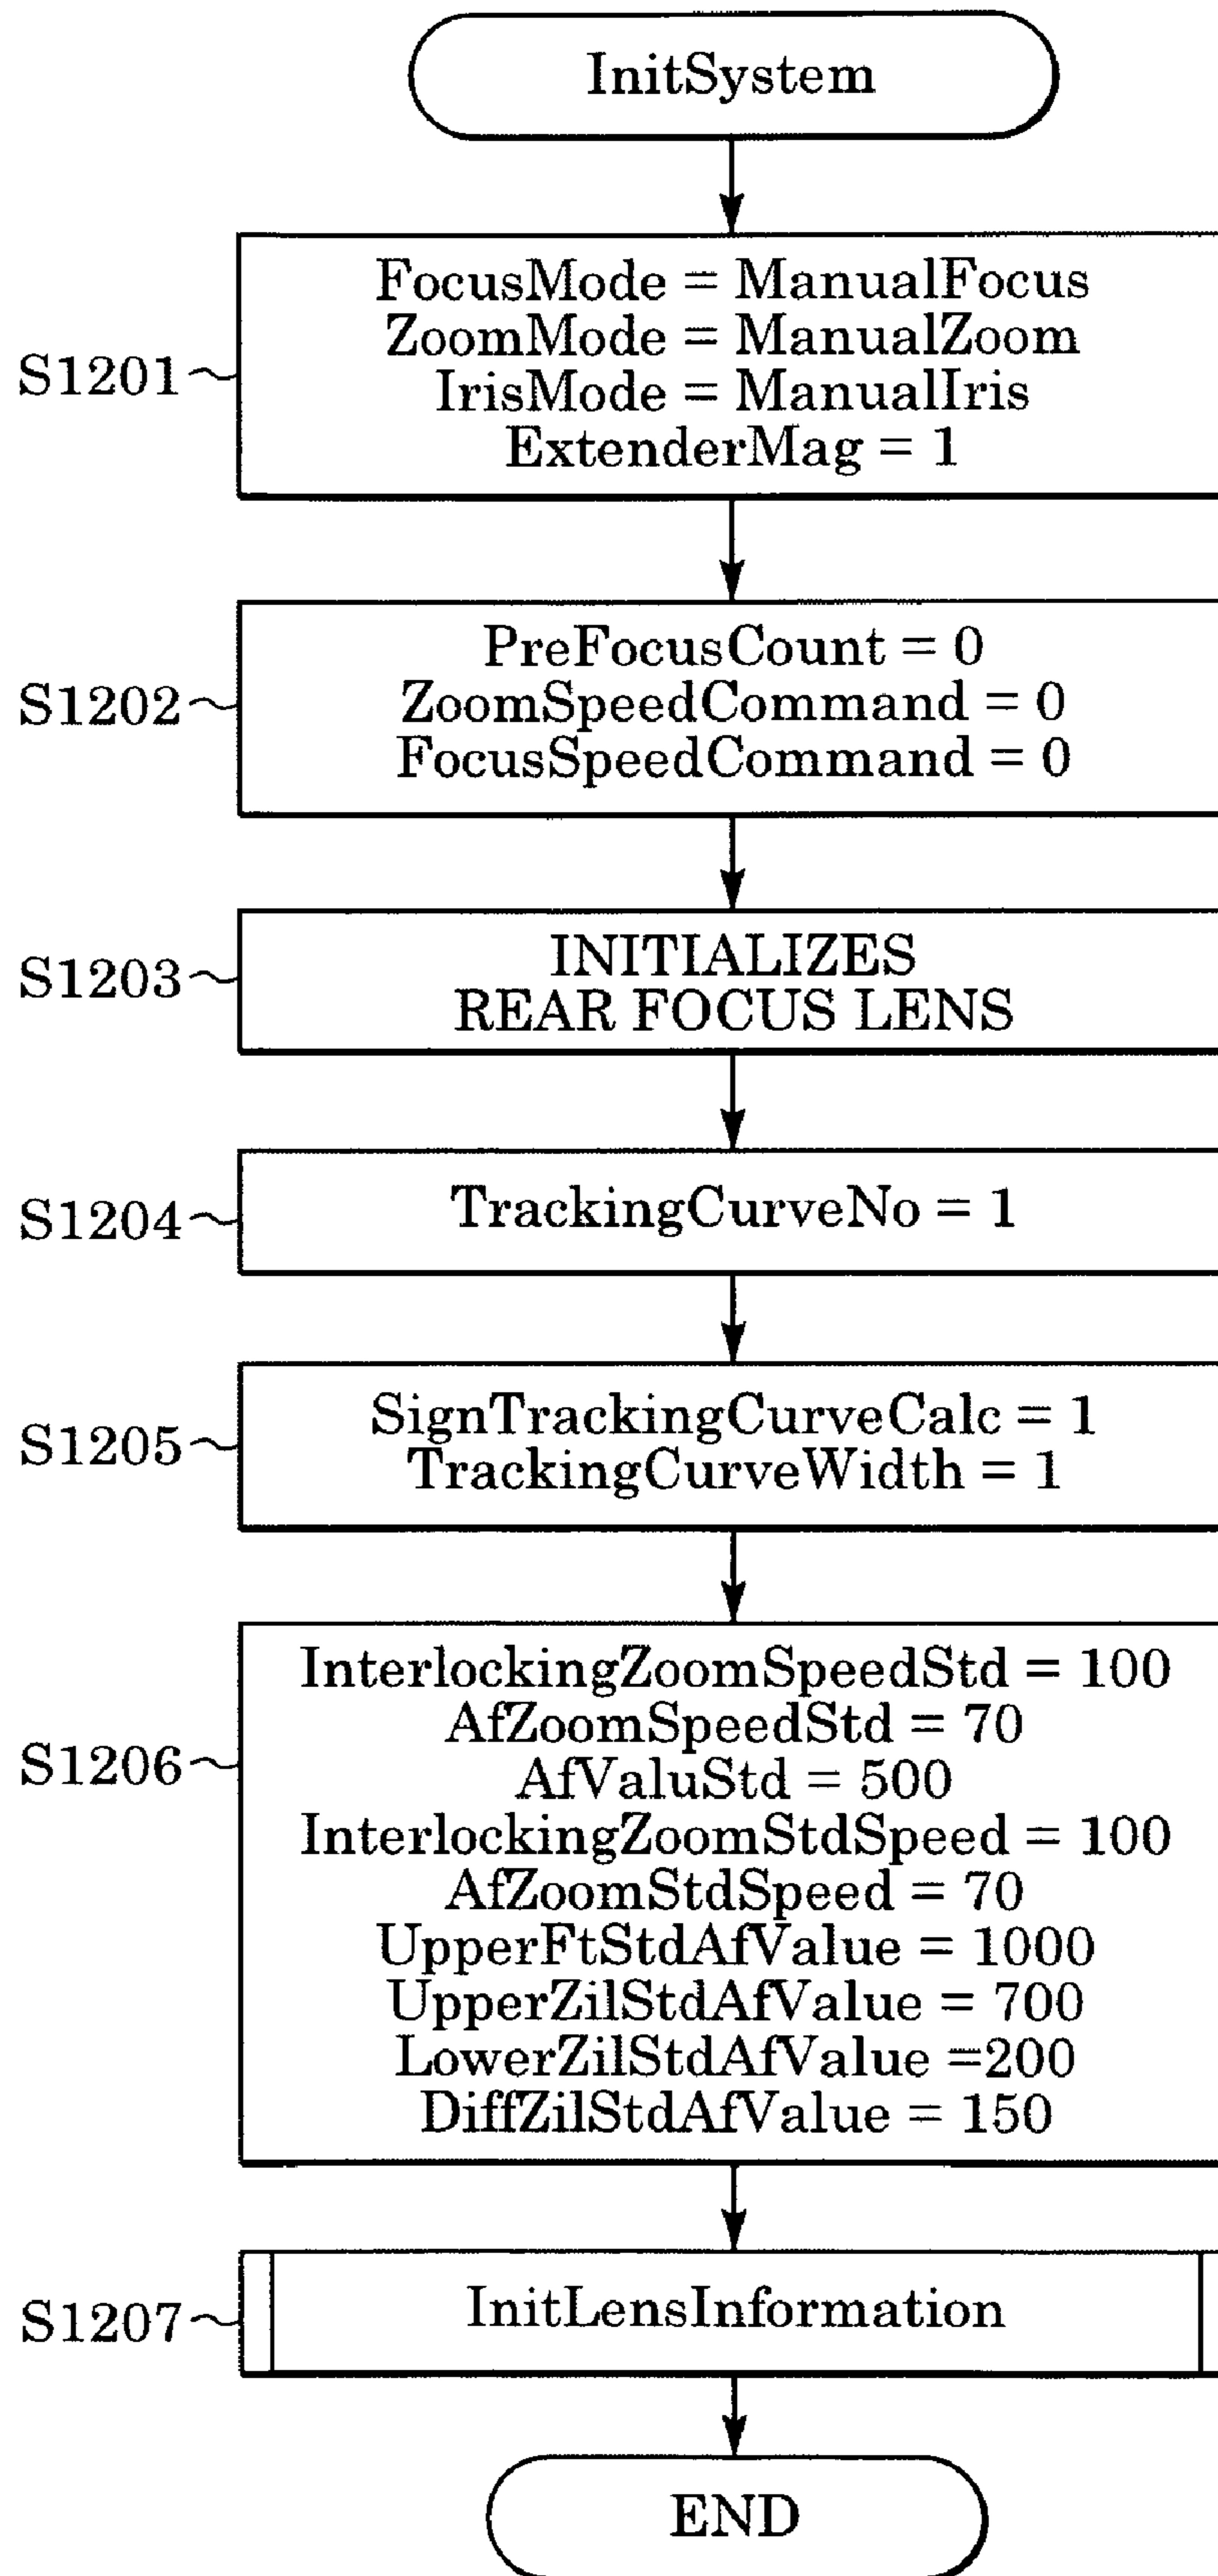 InitSystem
S1201
FocusMode = ManualFocus
ZoomMode = ManualZoom
IrisMode = ManualIris
ExtenderMag = 1
S1202
PreFocusCount = 0
ZoomSpeedCommand = 0
FocusSpeedCommand = 0
S1203
INITIALIZES
REAR FOCUS LENS
S1204
TrackingCurveNo = 1
S1205
SignTrackingCurveCalc = 1
TrackingCurveWidth = 1
S1206
InterlockingZoomSpeedStd = 100
AfZoomSpeedStd = 70
AfValuStd = 500
InterlockingZoomStdSpeed = 100
AfZoomStdSpeed = 70
UpperFtStdAfValue = 1000
UpperZilStdAfValue = 700
LowerZilStdAfValue =200
DiffZilStdAfValue = 150
S1207
InitLensInformation
END